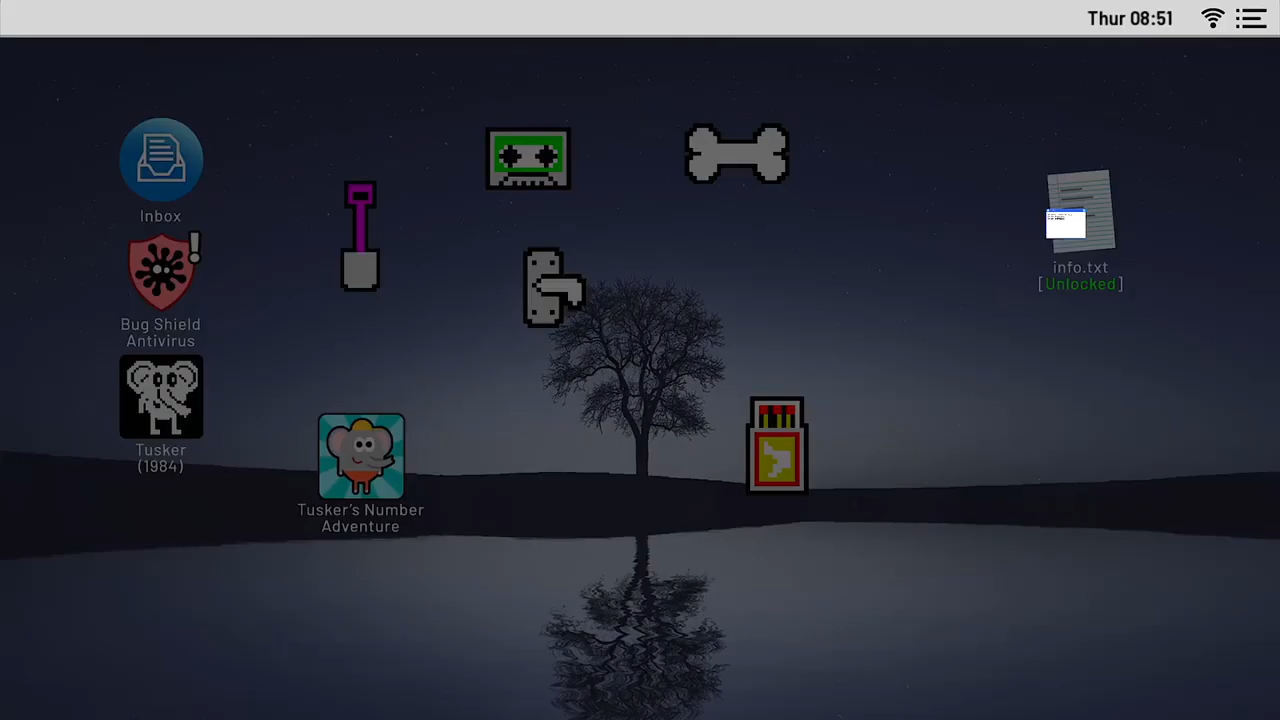 Thur 08:51
Inbox
Bug Shield
Antivirus
Tusker
(1984)
Tusker's Number
Adventure
info.txt
[Unlocked]